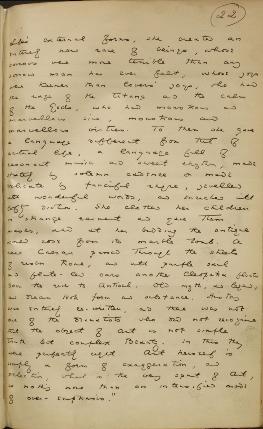 22
life's external forms, she created an
entirely new race of beings, whose
sorrows were more terrible than any
sorrow man has ever felt, whose joys
were keener than lover's joys, who had
the rage of the Titans and the calm
of the Gods, who had monstrous and
marvellous sins, monstrous and
marvellous virtues. To them she gave
a language different from that of
actual life, a language full of
resonant music and sweet rhythm, made
stately by solemn cadence or made
delicate by fanciful rhyme, jewelled
with wonderful words, and enriched with
lofty diction. She clothed her children
in strange raiment and gave them
masks, and at her bidding the antique
world rose from its marble tomb. A
new Caesar through the streets
of risen Rome, and with purple sail
and flute-led oars another Cleopatra
the river to Antioch. Old myth, and legend,
and dream took form and substance. History
was entirely re-written, and there was not
one of the Dramatists who did not recognise
that the object of Art is not simple
truth but complex Beauty. In this they
were perfectly right. Art herself is
a form of exaggeration, and
selection, which is the very spirit of Art,
is nothing more than an intensified mode
of over-emphasis."